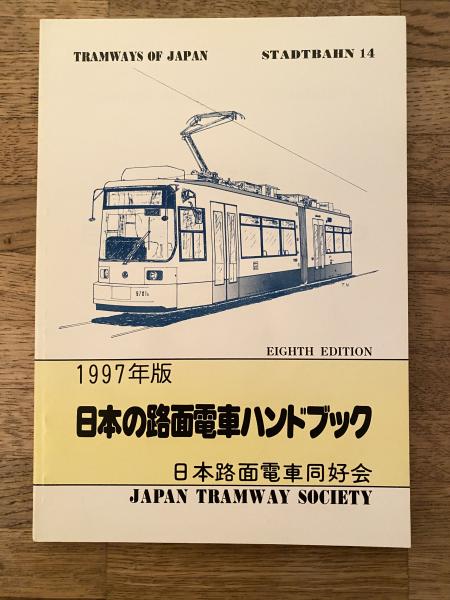 TRAMWAYS OF JAPAN STADTBAHN 14
EIGHTH EDITION
1997年版
日本の路面電車ハンドブック
日本路面電車同好会
JAPAN TRAMWAY SOCIETY